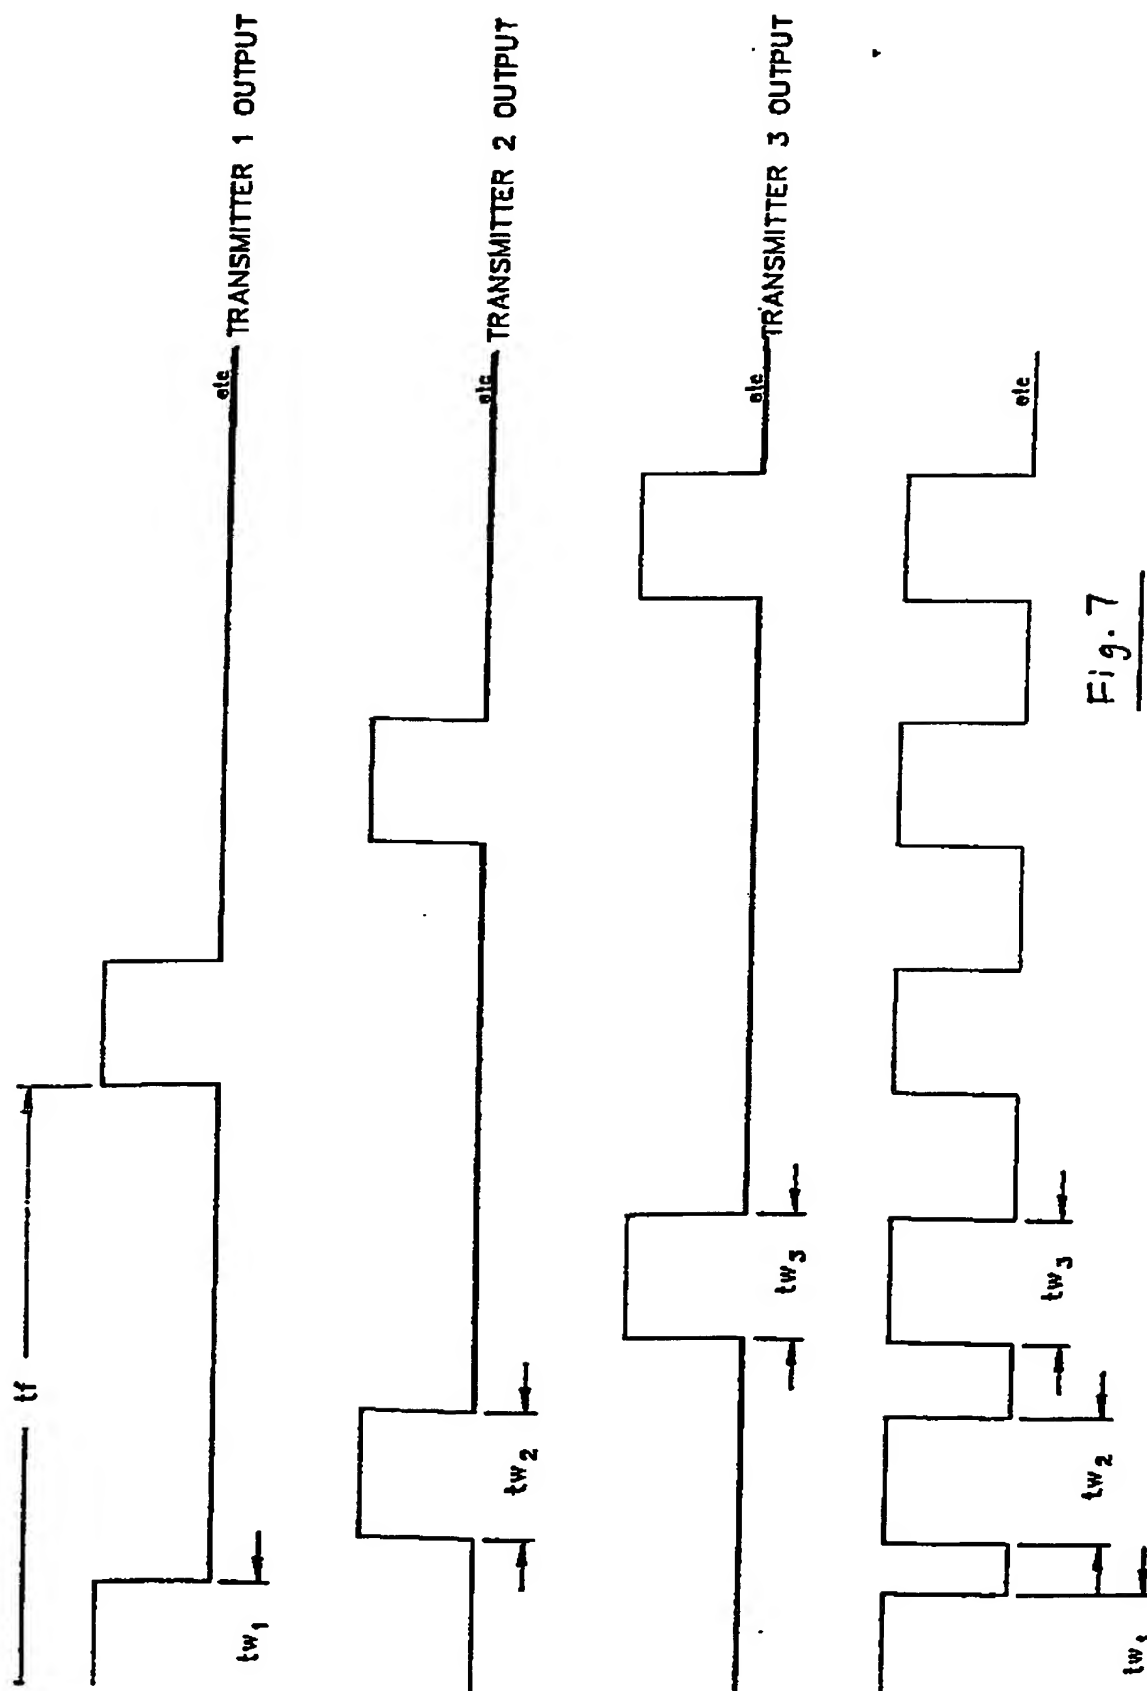 tf
tw1
etc
TRANSMITTER 1 OUTPUT
tw2
etc
TRANSMITTER 2 OUTPUT
tw3
etc
TRANSMITTER 3 OUTPUT
tw1
tw2
tw3
etc
Fig. 7